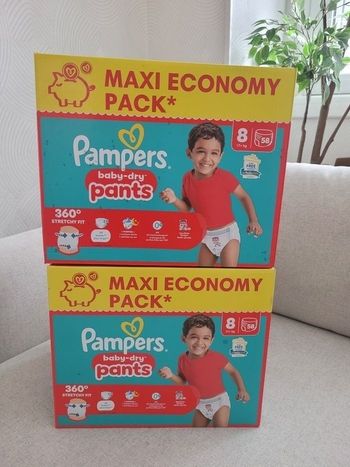 MAXI ECONOMY
PACK*
Pampers
baby-dry
pants
8
58
360°
STRETCHY FIT
MAXI ECONOMY
PACK*
Pampers
baby-dry
pants
8
58
360°
STRETCHY FIT